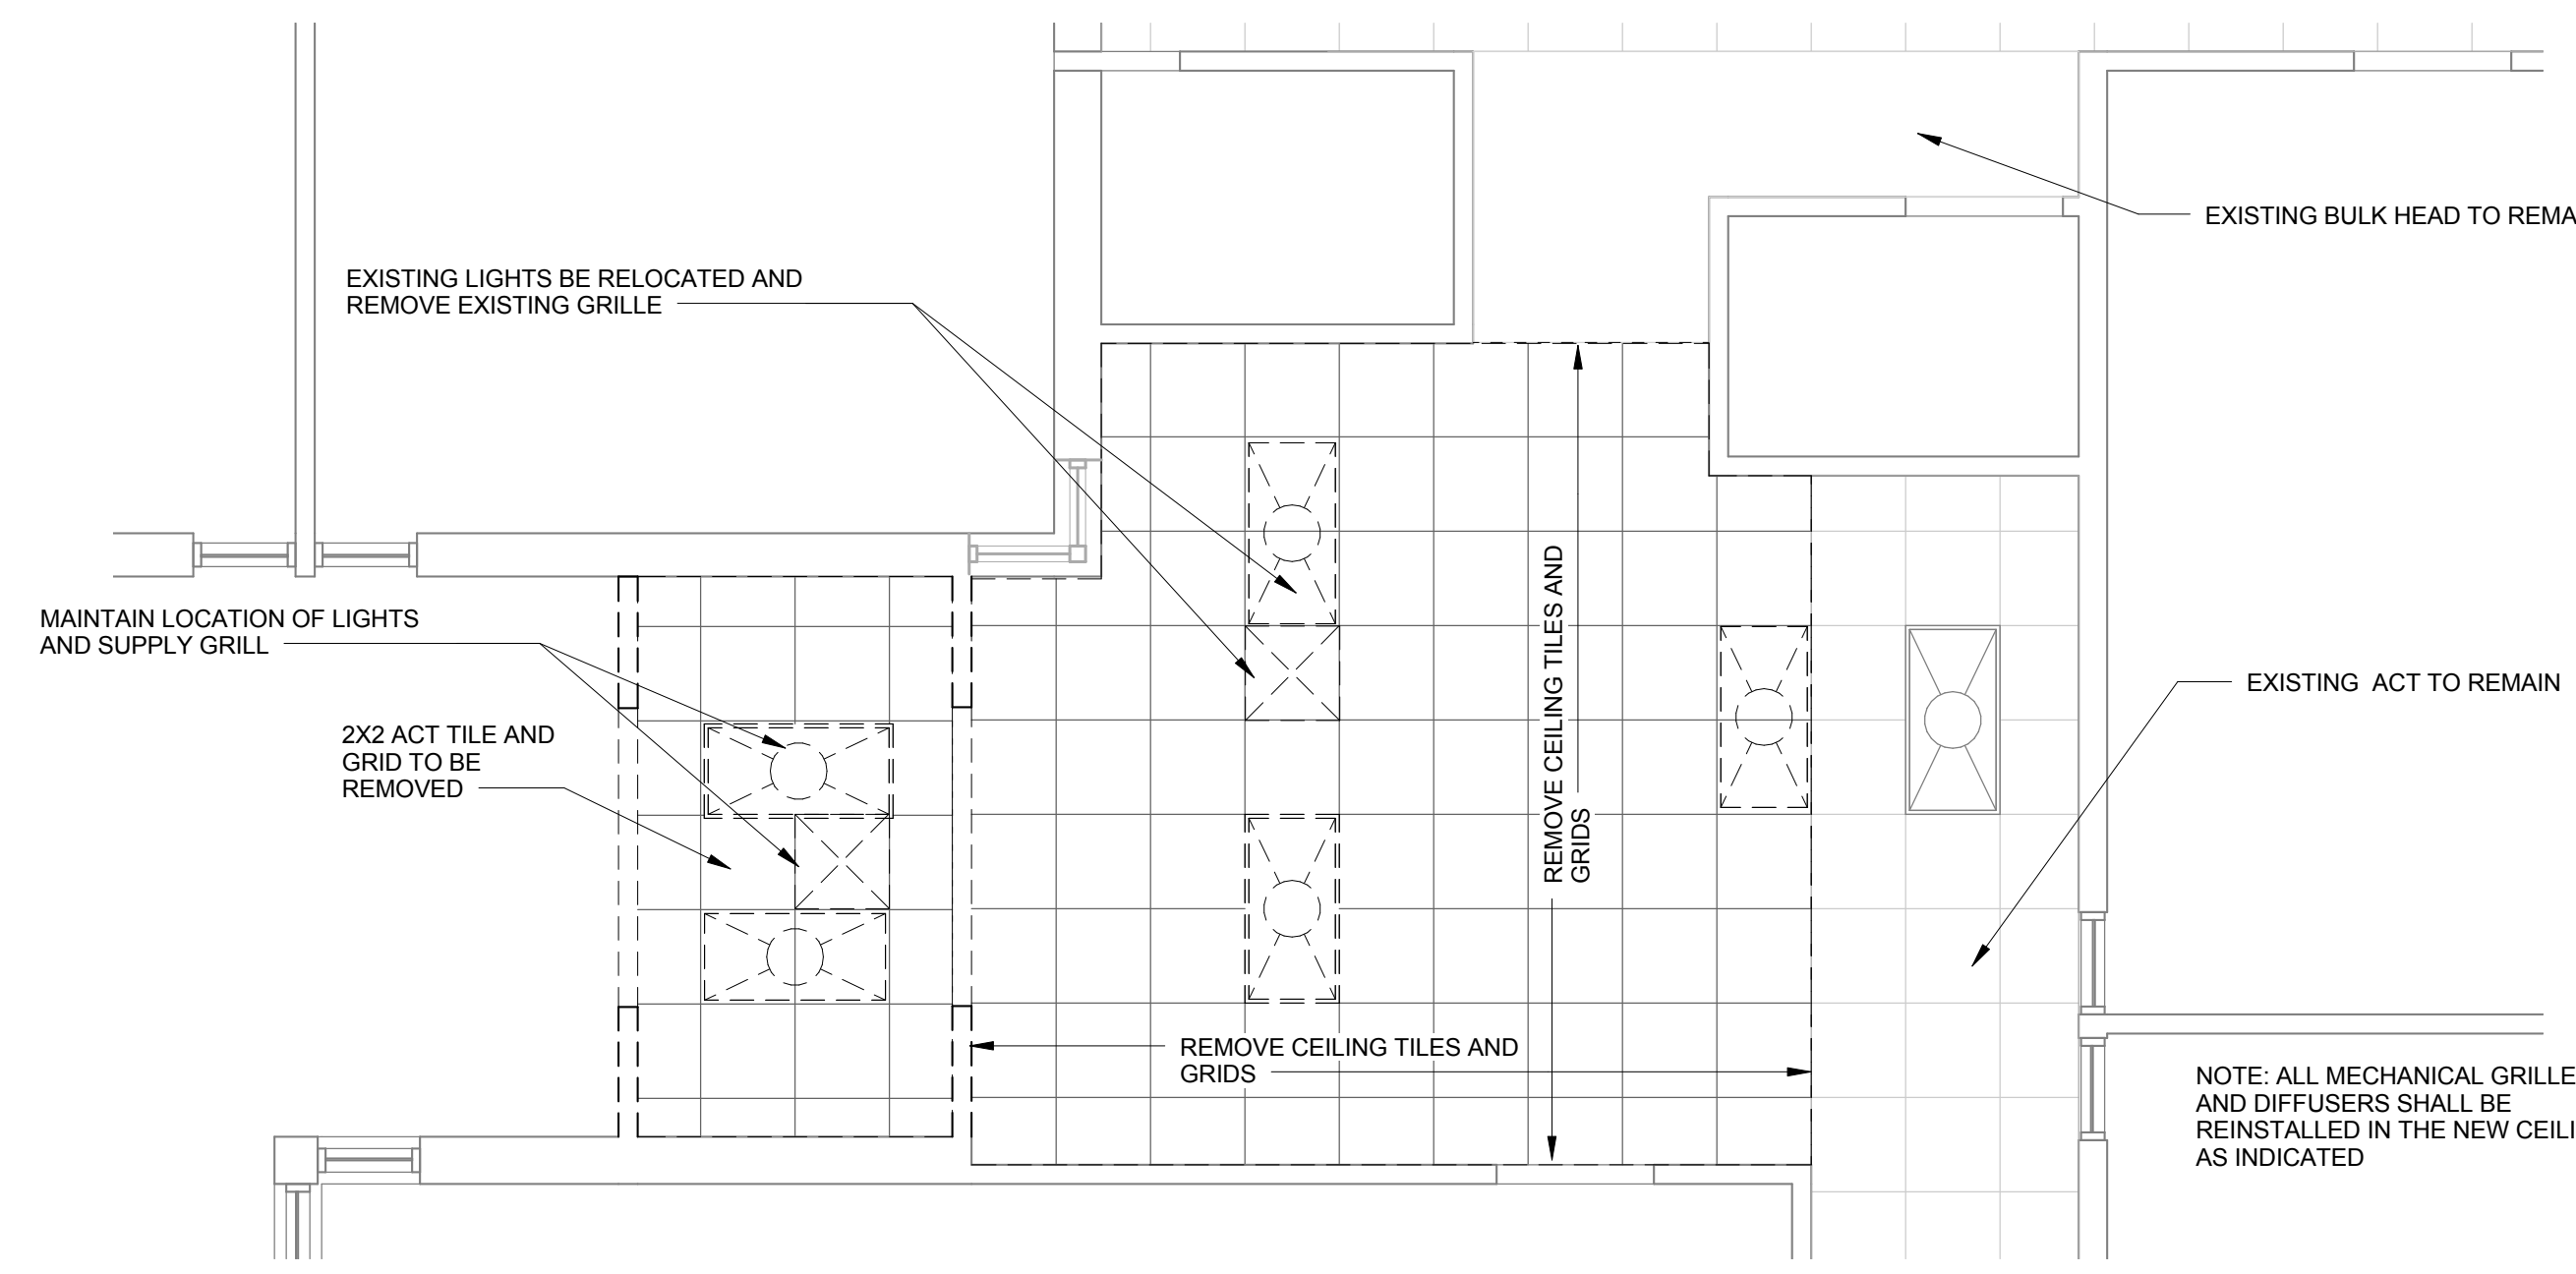 EXISTING BULK HEAD TO REMA
EXISTING LIGHTS BE RELOCATED AND
REMOVE EXISTING GRILLE
MAINTAIN LOCATION OF LIGHTS
AND SUPPLY GRILL
2X2 ACT TILE AND
GRID TO BE
REMOVED
REMOVE CEILING TILES AND
GRIDS
EXISTING ACT TO REMAIN
REMOVE CEILING TILES AND
GRIDS
NOTE: ALL MECHANICAL GRILLE
AND DIFFUSERS SHALL BE
REINSTALLED IN THE NEW CEILI
AS INDICATED